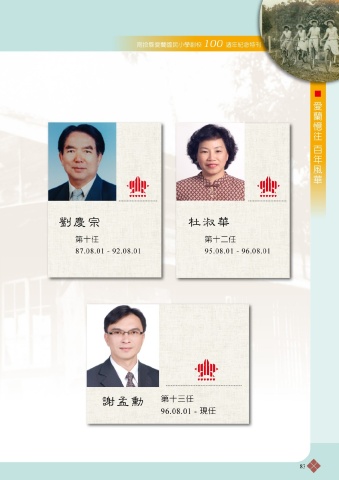 南投縣愛蘭國民小學創校 100 週年紀念特刊
愛蘭憶往 百年風華
劉慶宗
第十任
87.08.01 - 92.08.01
杜淑華
第十二任
95.08.01 - 96.08.01
謝孟勳
第十三任
96.08.01 - 現任